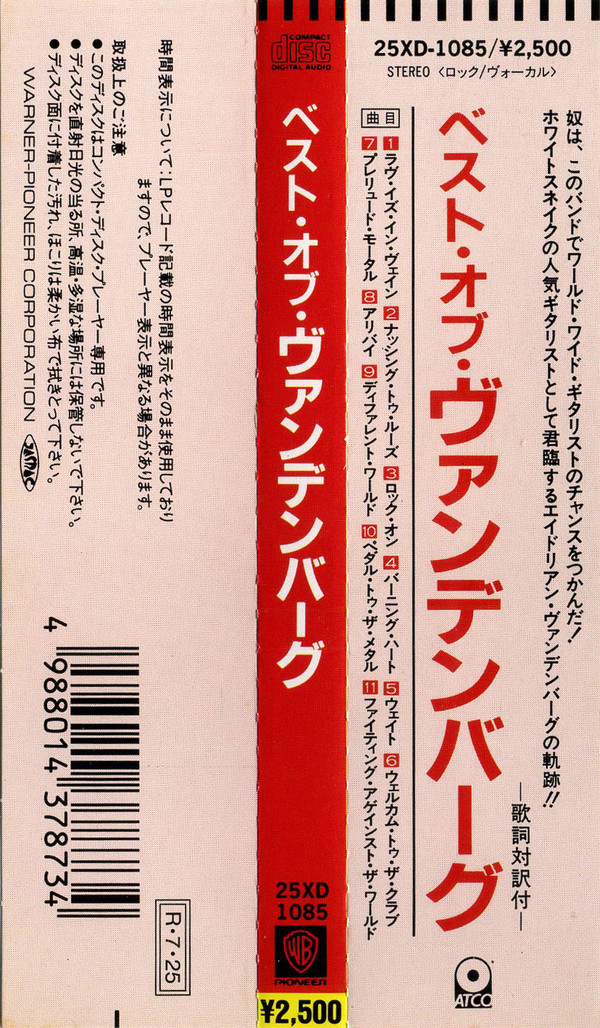 25XD-1085/¥2,500
STEREO〈ロック/ヴォーカル〉
奴は、このバンドでワールド・ワイド・ギタリストのチャンスをつかんだ!
ホワイトスネイクの人気ギタリストとして君臨するエイドリアン・ヴァンデンバーグの軌跡!!
—歌詞対訳付—
ベスト・オブ・ヴァンデンバーグ
曲目
1 ラヴ・イズ・イン・ヴェイン 2 ナッシング・トゥ・ルーズ 3 ロック・オン 4 バーニング・ハート 5 ウェイト 6 ウェルカム・トゥ・ザ・クラブ
7 プレリュード・モータル 8 アリバイ 9 ディファレント・ワールド 10 ペダル・トゥ・ザ・メタル 11 ファイティング・アゲインスト・ザ・ワールド
ATCO
COMPACT
disc
DIGITAL AUDIO
ベスト・オブ・ヴァンデンバーグ
25XD
1085
WB
PIONEER
¥2,500
時間表示について:LPレコード記載の時間表示をそのまま使用しており
ますので、プレーヤー表示と異なる場合があります。
取扱上のご注意
●このディスクはコンパクト・ディスク・プレーヤー専用です。
●ディスクを直射日光の当る所、高温・多湿な場所には保管しないで下さい。
●ディスク面に付着した汚れ、ほこりは柔かい布で拭きとって下さい。
WARNER-PIONEER CORPORATION
JASRAC
4 988014 378734
R・7・25